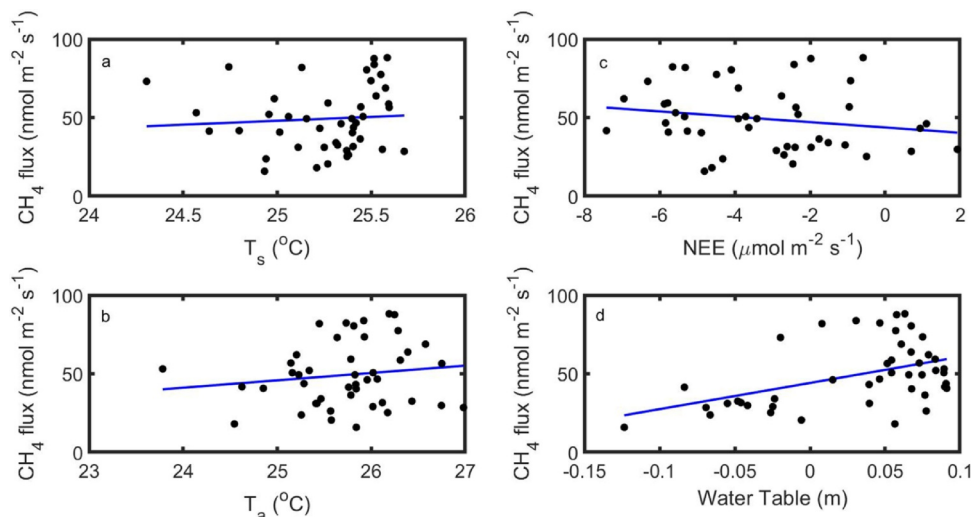 100
50
0
a
CH4 flux (nmol m-2 s-1)
24 24.5 25 25.5 26
Ts (oC)
100
50
0
c
CH4 flux (nmol m-2 s-1)
-8 -6 -4 -2 0 2
NEE (μmol m-2 s-1)
100
50
0
b
CH4 flux (nmol m-2 s-1)
23 24 25 26 27
Ta (oC)
100
50
0
d
CH4 flux (nmol m-2 s-1)
-0.15 -0.1 -0.05 0 0.05 0.1
Water Table (m)